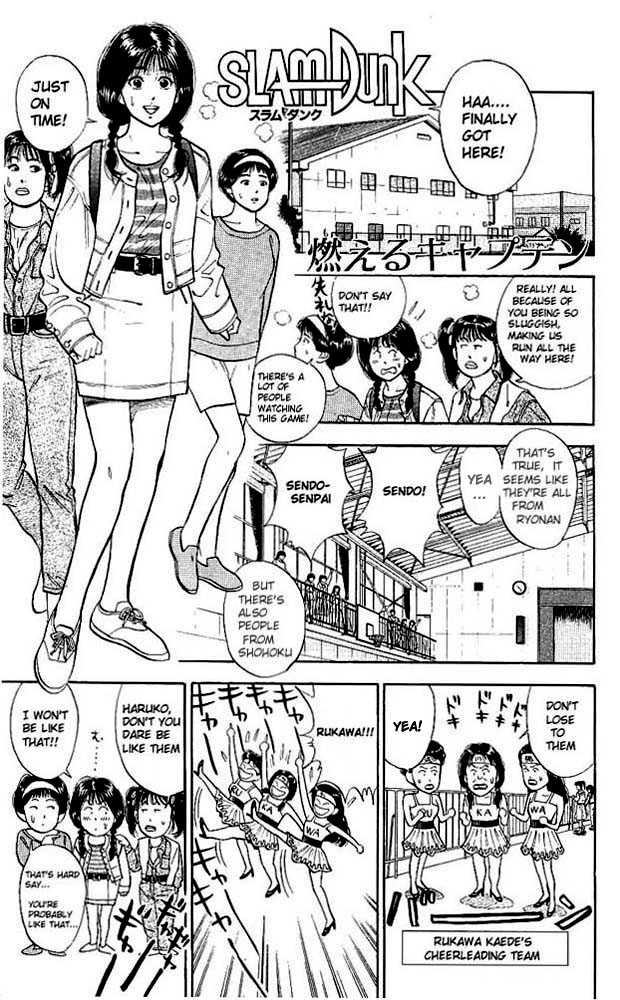 SLAM DUNK
スラムダンク
HAA....
FINALLY
GOT
HERE!
JUST
ON
TIME!
燃えるキャプテン
REALLY! ALL
BECAUSE OF
YOU BEING SO
SLUGGISH,
MAKING US
RUN ALL THE
WAY HERE!
DON'T SAY
THAT!!
THERE'S A
LOT OF
PEOPLE
WATCHING
THIS GAME!
THAT'S
TRUE, IT
SEEMS LIKE
THEY'RE ALL
FROM
RYONAN
YEA
...
SENDO!
SENDO-
SENPAI
BUT
THERE'S
ALSO
PEOPLE
FROM
SHOHOKU
DON'T
LOSE TO
THEM
YEA!
RU
KA
WA
RUKAWA KAEDE'S
CHEERLEADING TEAM
RUKAWA!!!
RU
KA
WA
HARUKO,
DON'T YOU
DARE BE
LIKE THEM
む
I WON'T
BE LIKE
THAT!!
THAT'S HARD
SAY...
YOU'RE
PROBABLY
LIKE THAT...